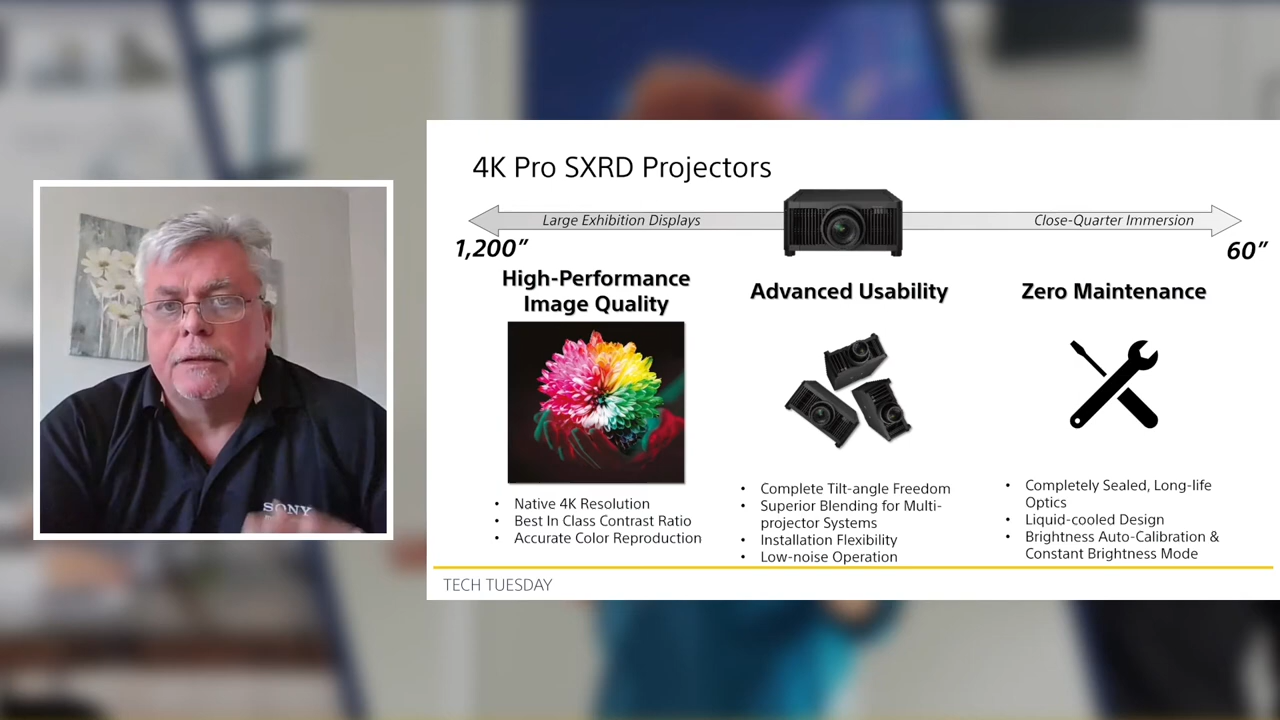 4K Pro SXRD Projectors
Large Exhibition Displays
Close-Quarter Immersion
1,200”
60”
High-Performance
Image Quality
• Native 4K Resolution
• Best In Class Contrast Ratio
• Accurate Color Reproduction
Advanced Usability
• Complete Tilt-angle Freedom
• Superior Blending for Multi-
projector Systems
• Installation Flexibility
• Low-noise Operation
Zero Maintenance
• Completely Sealed, Long-life
Optics
• Liquid-cooled Design
• Brightness Auto-Calibration &
Constant Brightness Mode
TECH TUESDAY
SONY